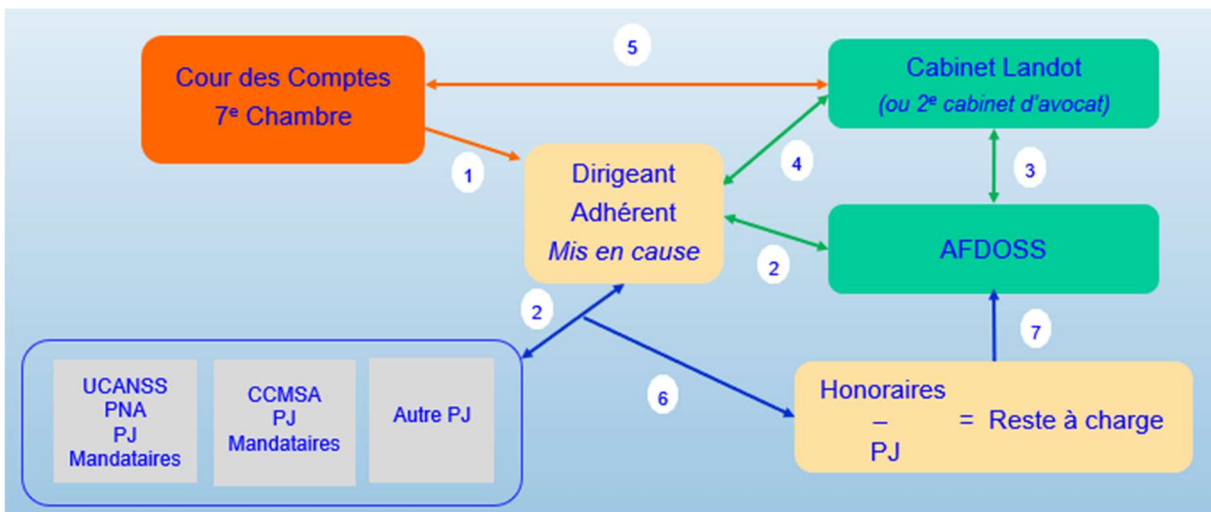 5
Cour des Comptes
7e Chambre
Cabinet Landot
(ou 2e cabinet d'avocat)
1
Dirigeant
Adhérent
Mis en cause
4
3
2
AFDOSS
2
7
UCANSS
PNA
PJ
Mandataires
CCMSA
PJ
Mandataires
Autre PJ
6
Honoraires
– = Reste à charge
PJ